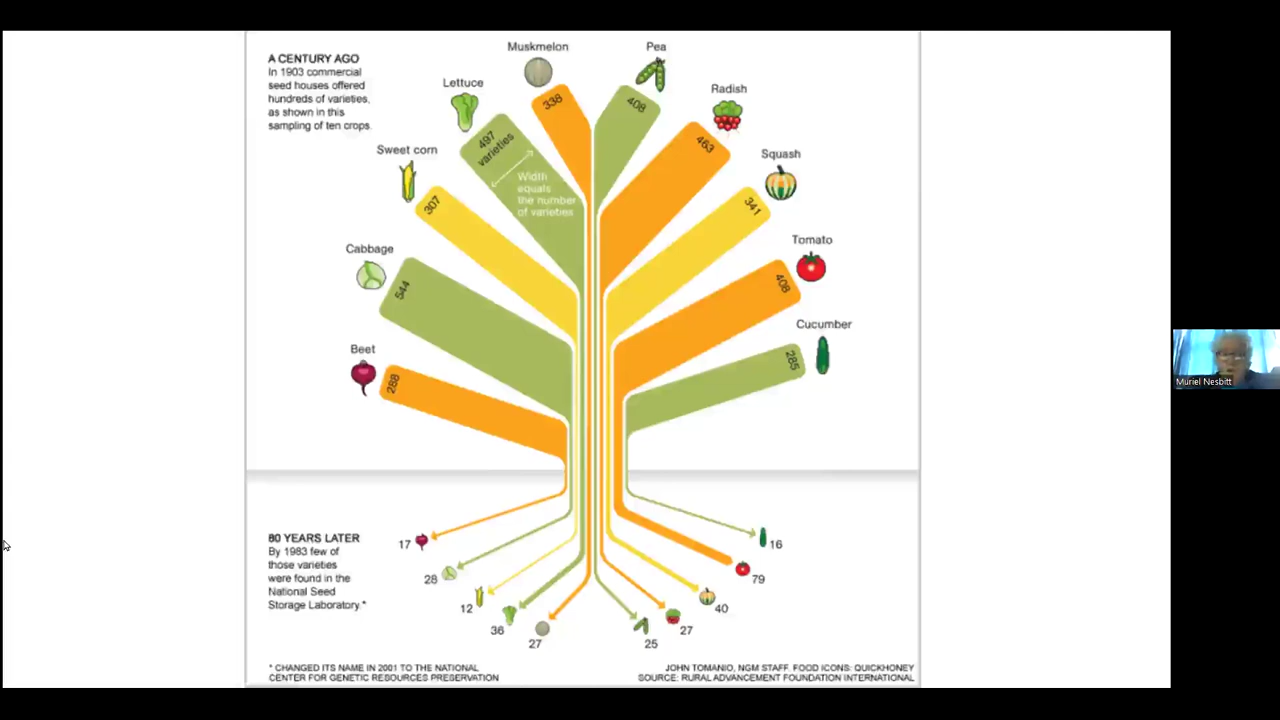 A CENTURY AGO
In 1903 commercial
seed houses offered
hundreds of varieties,
as shown in this
sampling of ten crops.
Muskmelon
338
Pea
408
Lettuce
497
varieties
Width
equals
the number
of varieties
Radish
463
Sweet corn
307
Squash
341
Cabbage
544
Tomato
408
Beet
288
Cucumber
285
Muriel Nesbitt
80 YEARS LATER
By 1983 few of
those varieties
were found in the
National Seed
Storage Laboratory.*
17
28
12
36
27
25
27
40
79
16
* CHANGED ITS NAME IN 2001 TO THE NATIONAL
CENTER FOR GENETIC RESOURCES PRESERVATION
JOHN TOMANIO, NGM STAFF. FOOD ICONS: QUICKHONEY
SOURCE: RURAL ADVANCEMENT FOUNDATION INTERNATIONAL